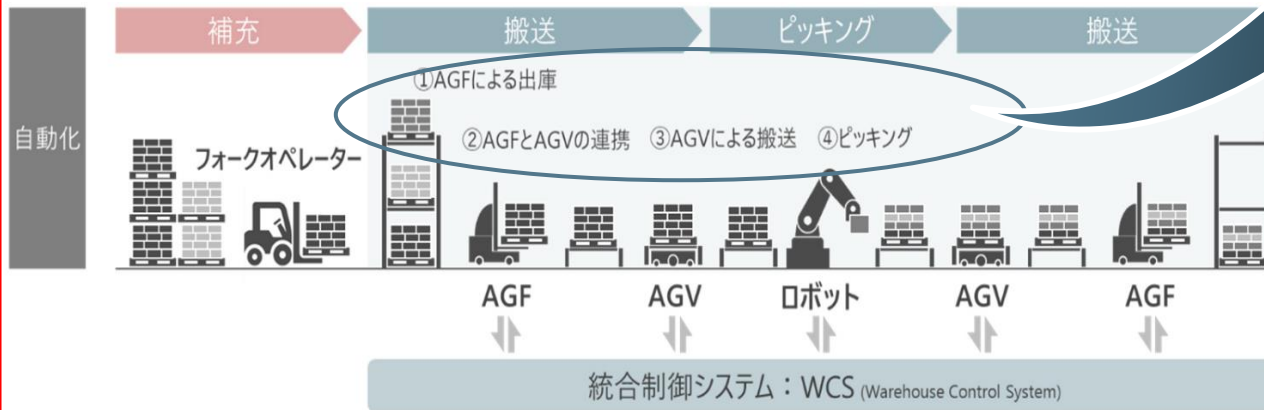 補充
搬送
ピッキング
搬送
自動化
①AGFによる出庫
②AGFとAGVの連携
③AGVによる搬送
④ピッキング
フォークオペレーター
AGF
AGV
ロボット
AGV
AGF
統合制御システム：WCS (Warehouse Control System)